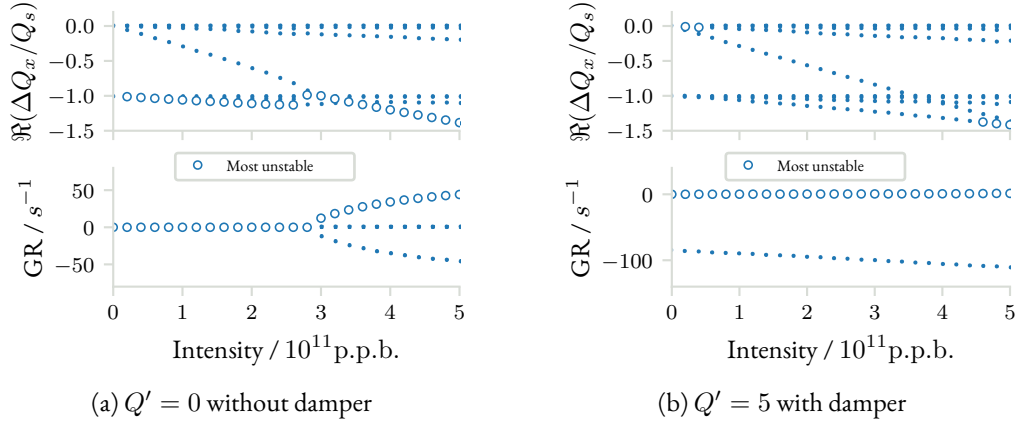 0.0
−0.5
−1.0
−1.5
ℜ(ΔQx/Qs)
Most unstable
50
0
−50
GR / s⁻¹
0 1 2 3 4 5
Intensity / 10¹¹p.p.b.
(a) Q′ = 0 without damper
0.0
−0.5
−1.0
−1.5
ℜ(ΔQx/Qs)
Most unstable
0
−100
GR / s⁻¹
0 1 2 3 4 5
Intensity / 10¹¹p.p.b.
(b) Q′ = 5 with damper